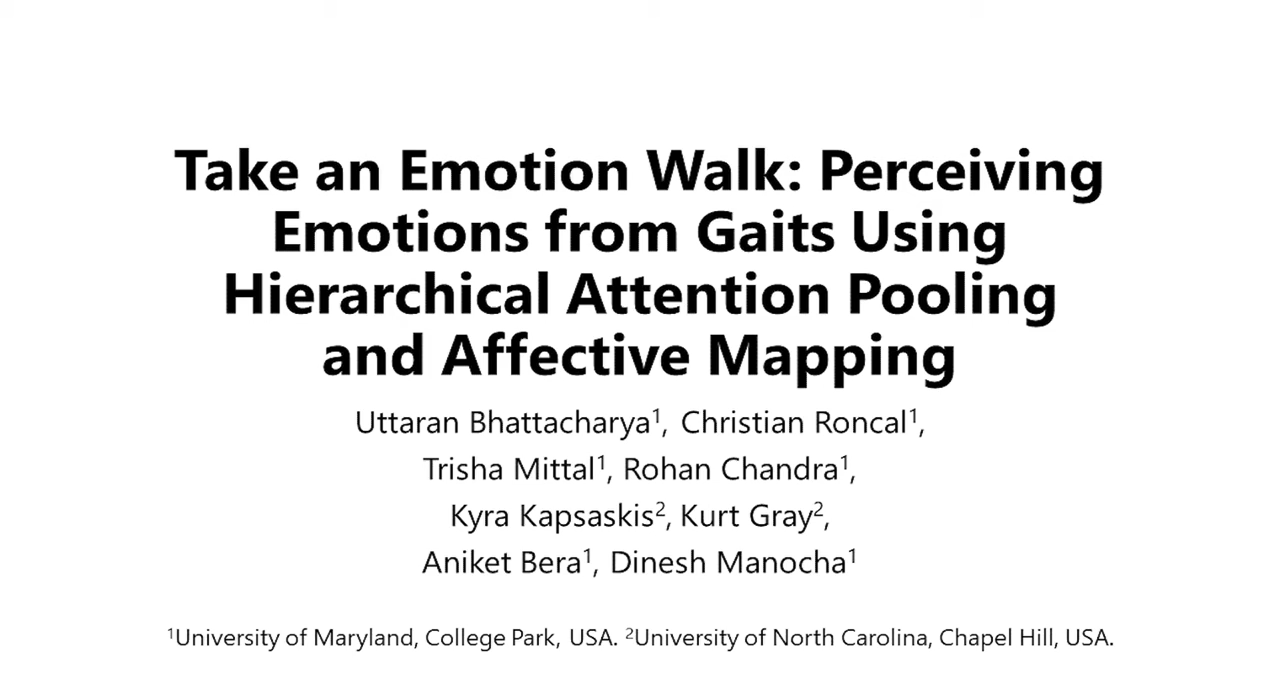 Take an Emotion Walk: Perceiving
Emotions from Gaits Using
Hierarchical Attention Pooling
and Affective Mapping
Uttaran Bhattacharya¹, Christian Roncal¹,
Trisha Mittal¹, Rohan Chandra¹,
Kyra Kapsaskis², Kurt Gray²,
Aniket Bera¹, Dinesh Manocha¹
¹University of Maryland, College Park, USA. ²University of North Carolina, Chapel Hill, USA.